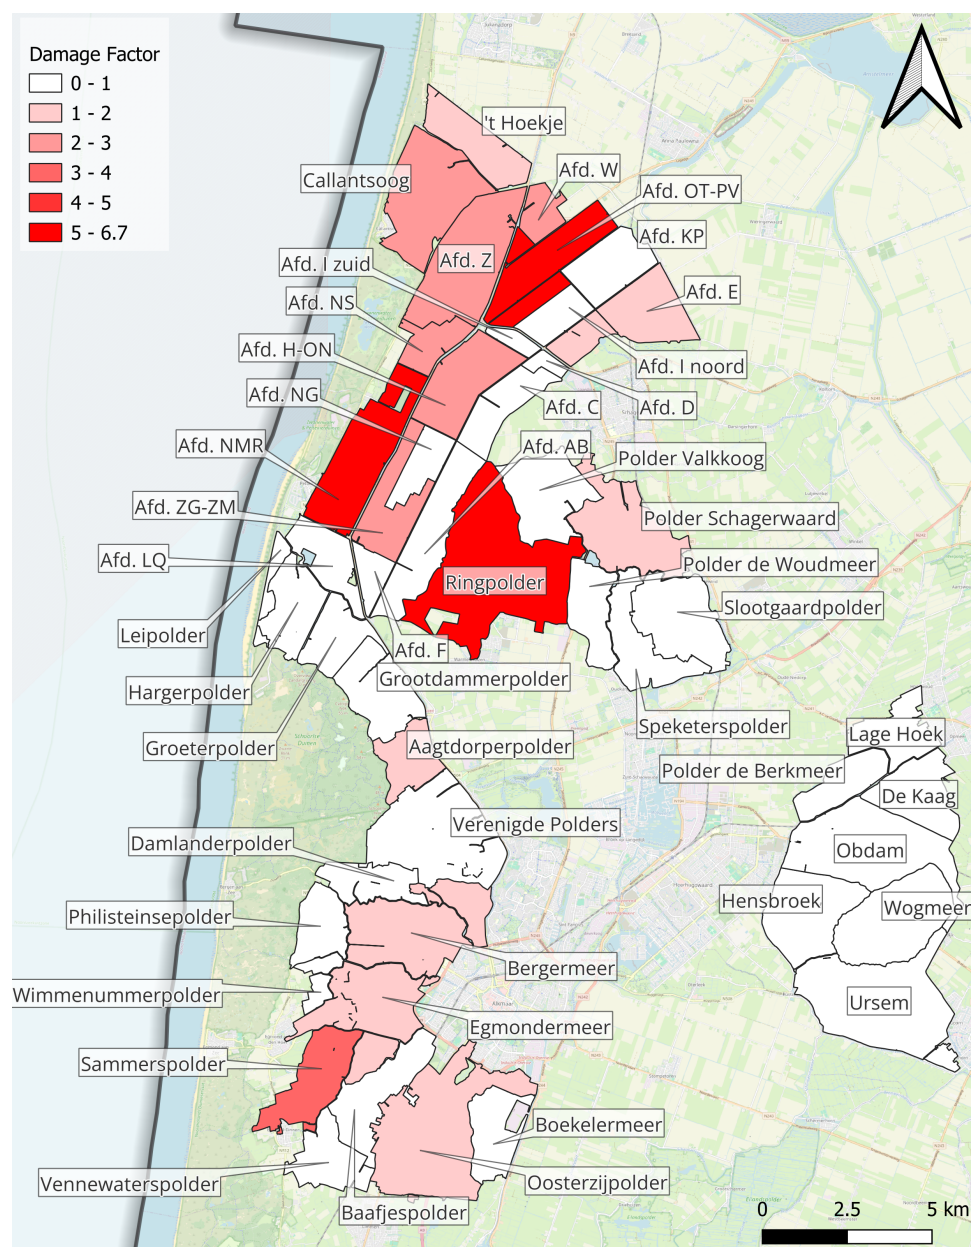 Damage Factor
0 - 1
1 - 2
2 - 3
3 - 4
4 - 5
5 - 6.7
't Hoekje
Callantsoog
Afd. W
Afd. OT-PV
Afd. KP
Afd. Z
Afd. I zuid
Afd. E
Afd. NS
Afd. H-ON
Afd. I noord
Afd. NG
Afd. C
Afd. D
Afd. NMR
Afd. AB
Polder Valkkoog
Afd. ZG-ZM
Polder Schagerwaard
Afd. LQ
Polder de Woudmeer
Ringpolder
Slootgaardpolder
Leipolder
Afd. F
Grootdammerpolder
Hargerpolder
Speketerspolder
Groeterpolder
Aagtdorperpolder
Lage Hoek
Polder de Berkmeer
De Kaag
Verenigde Polders
Damlanderpolder
Obdam
Hensbroek
Wogmeer
Philisteinsepolder
Bergermeer
Wimmenummerpolder
Ursem
Egmondermeer
Sammerspolder
Boekelermeer
Vennewaterspolder
Oosterzijpolder
Baafjespolder
0 2.5 5 km